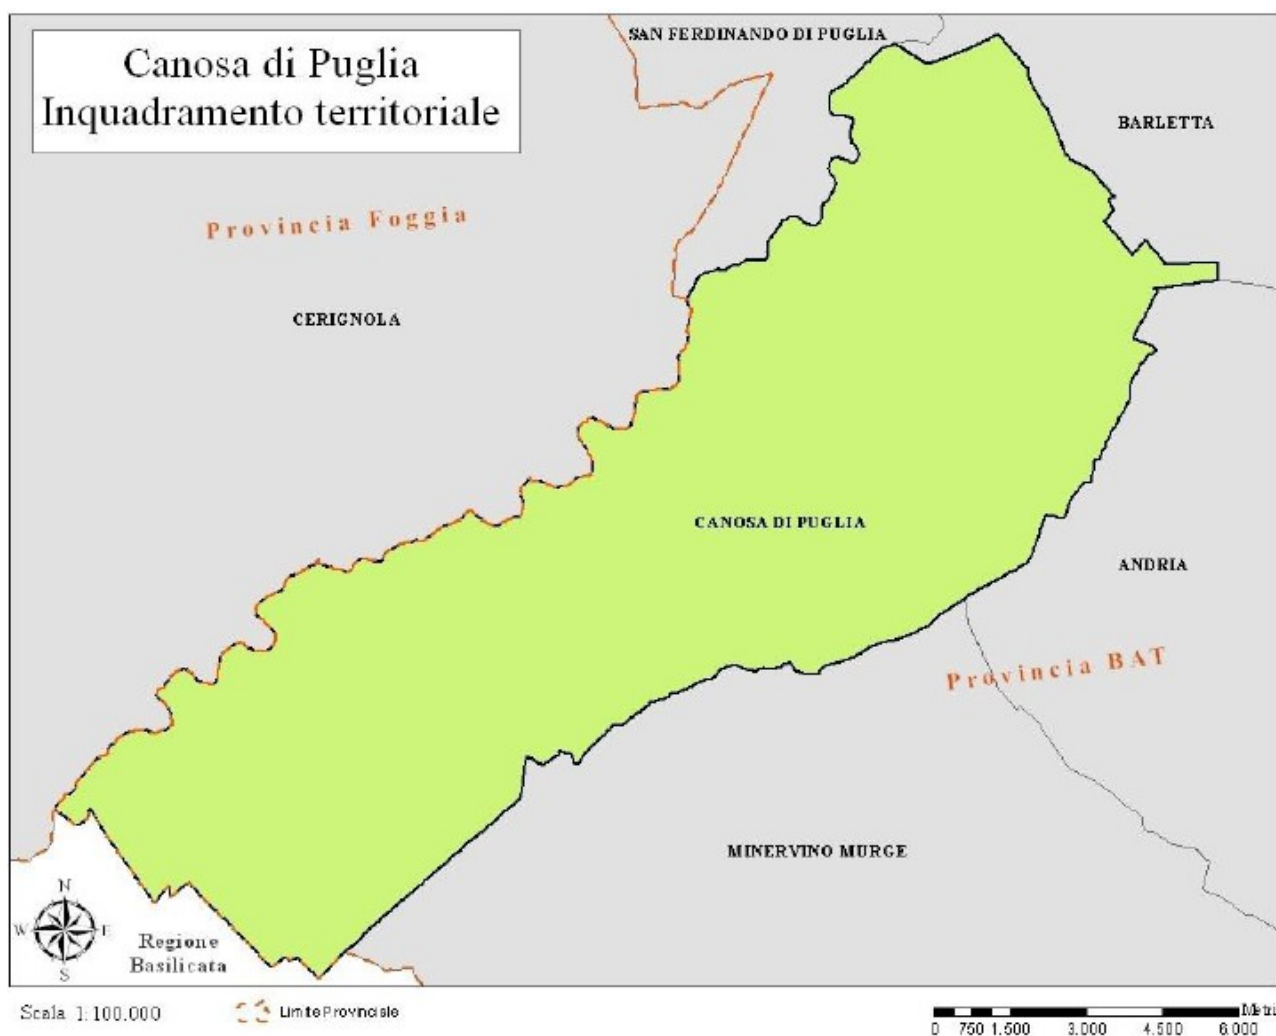 Canosa di Puglia
Inquadramento territoriale
SAN FERDINANDO DI PUGLIA
BARLETTA
Provincia Foggia
CERIGNOLA
CANOSA DI PUGLIA
ANDRIA
Provincia BAT
MINERVINO MURGE
N
W E
S
Regione
Basilicata
Scala 1:100.000
Limite Provinciale
Metri
0 750 1.500 3.000 4.500 6.000